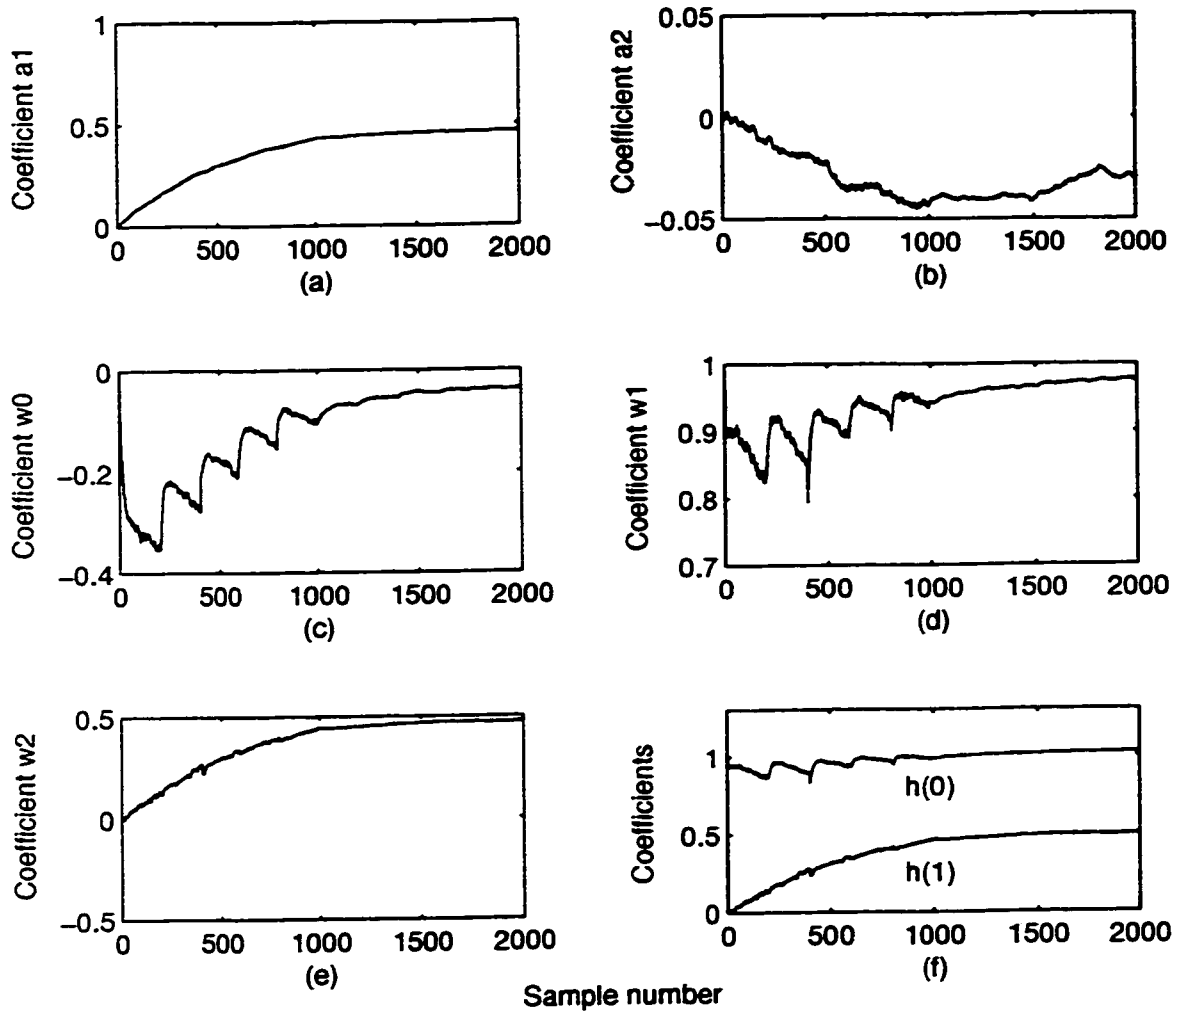 Coefficient a1
1
0.5
0
0 500 1000 1500 2000
(a)
Coefficient a2
0.05
0
−0.05
0 500 1000 1500 2000
(b)
Coefficient w0
0
−0.2
−0.4
0 500 1000 1500 2000
(c)
Coefficient w1
1
0.9
0.8
0.7
0 500 1000 1500 2000
(d)
Coefficient w2
0.5
0
−0.5
0 500 1000 1500 2000
(e)
Coefficients
1
0.5
0
h(0)
h(1)
0 500 1000 1500 2000
(f)
Sample number